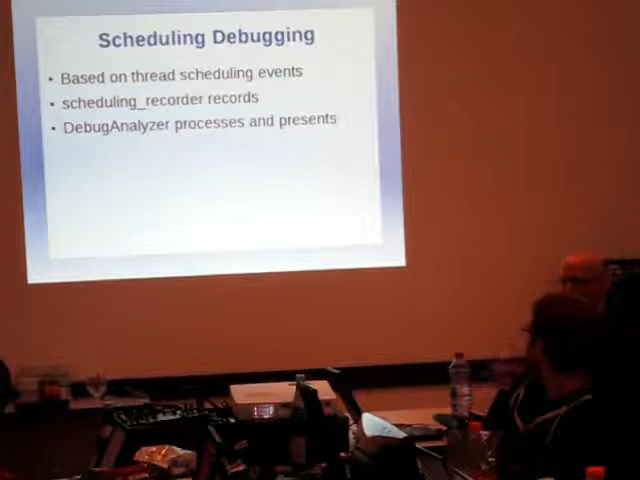 Scheduling Debugging
• Based on thread scheduling events
• scheduling_recorder records
• DebugAnalyzer processes and presents